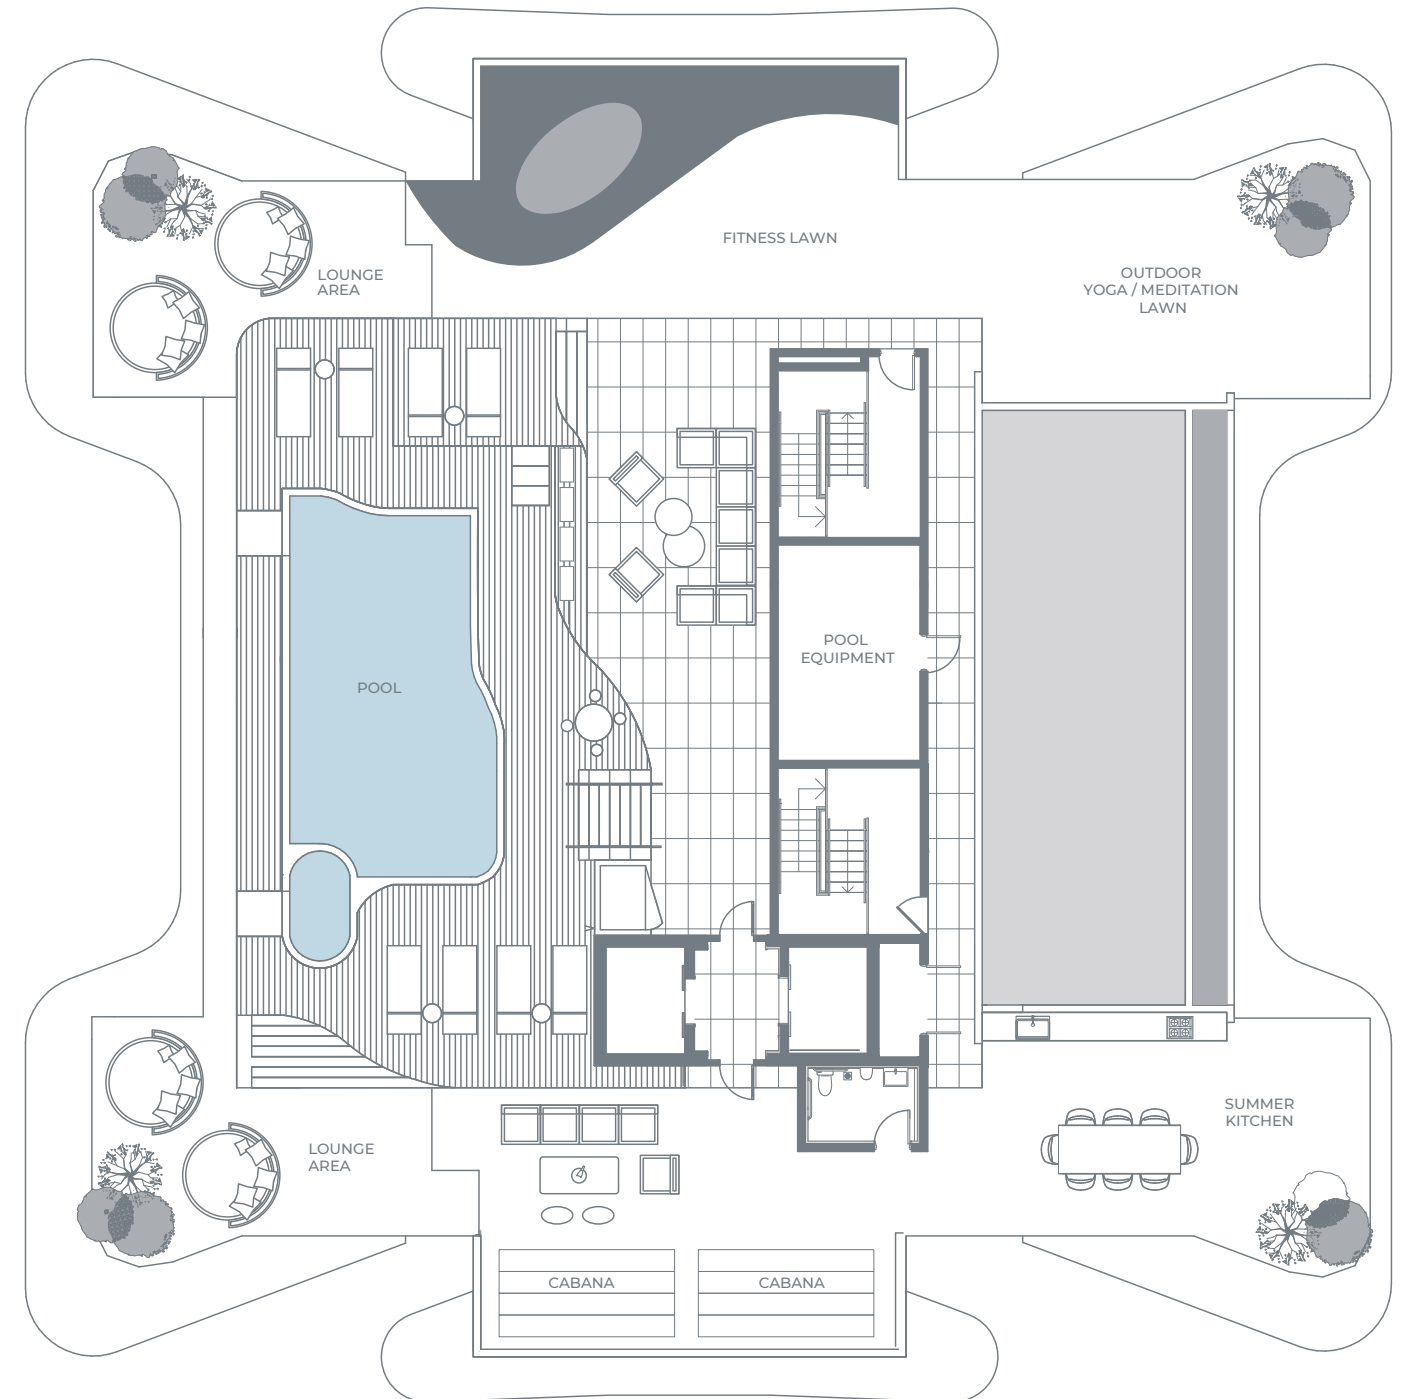 FITNESS LAWN
LOUNGE
AREA
OUTDOOR
YOGA / MEDITATION
LAWN
POOL
EQUIPMENT
POOL
SUMMER
KITCHEN
LOUNGE
AREA
CABANA
CABANA